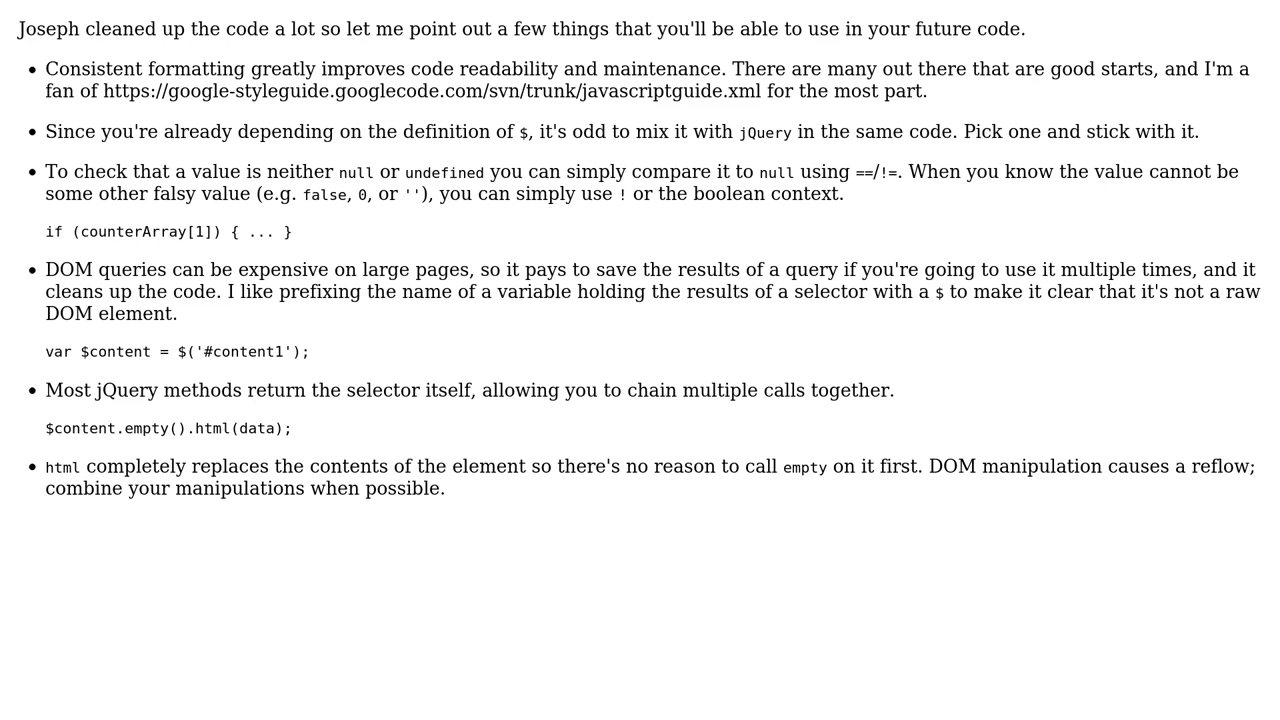 Joseph cleaned up the code a lot so let me point out a few things that you'll be able to use in your future code.
• Consistent formatting greatly improves code readability and maintenance. There are many out there that are good starts, and I'm a
fan of https://google-styleguide.googlecode.com/svn/trunk/javascriptguide.xml for the most part.
• Since you're already depending on the definition of $, it's odd to mix it with jQuery in the same code. Pick one and stick with it.
• To check that a value is neither null or undefined you can simply compare it to null using ==/!=. When you know the value cannot be
some other falsy value (e.g. false, 0, or ''), you can simply use ! or the boolean context.
if (counterArray[1]) { ... }
• DOM queries can be expensive on large pages, so it pays to save the results of a query if you're going to use it multiple times, and it
cleans up the code. I like prefixing the name of a variable holding the results of a selector with a $ to make it clear that it's not a raw
DOM element.
var $content = $('#content1');
• Most jQuery methods return the selector itself, allowing you to chain multiple calls together.
$content.empty().html(data);
• html completely replaces the contents of the element so there's no reason to call empty on it first. DOM manipulation causes a reflow;
combine your manipulations when possible.